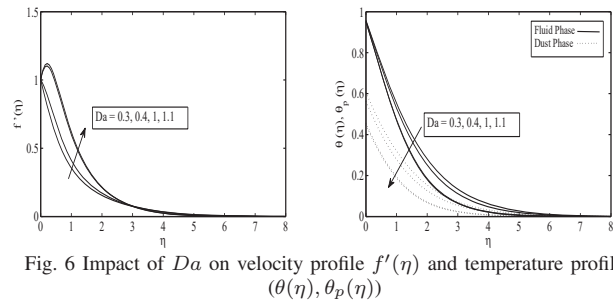 1.5
1
0.5
0
f '(η)
Da = 0.3, 0.4, 1, 1.1
0 1 2 3 4 5 6 7 8
η
1
0.8
0.6
0.4
0.2
0
θ (η), θp (η)
Fluid Phase
Dust Phase
Da = 0.3, 0.4, 1, 1.1
0 1 2 3 4 5 6 7 8
η
Fig. 6 Impact of Da on velocity profile f′(η) and temperature profil
(θ(η), θp(η))